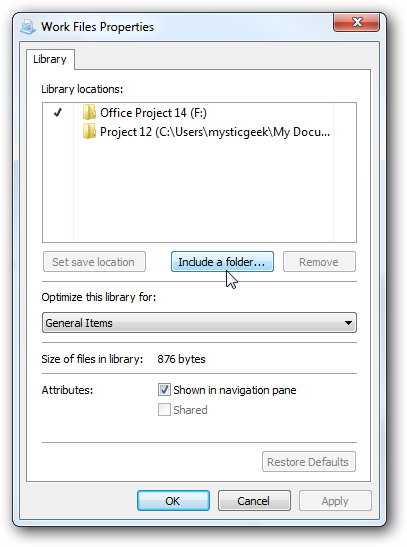 Work Files Properties
Library
Library locations:
Office Project 14 (F:)
Project 12 (C:\Users\mysticgeek\My Docu...
Set save location
Include a folder...
Remove
Optimize this library for:
General Items
Size of files in library: 876 bytes
Attributes:
Shown in navigation pane
Shared
Restore Defaults
OK
Cancel
Apply